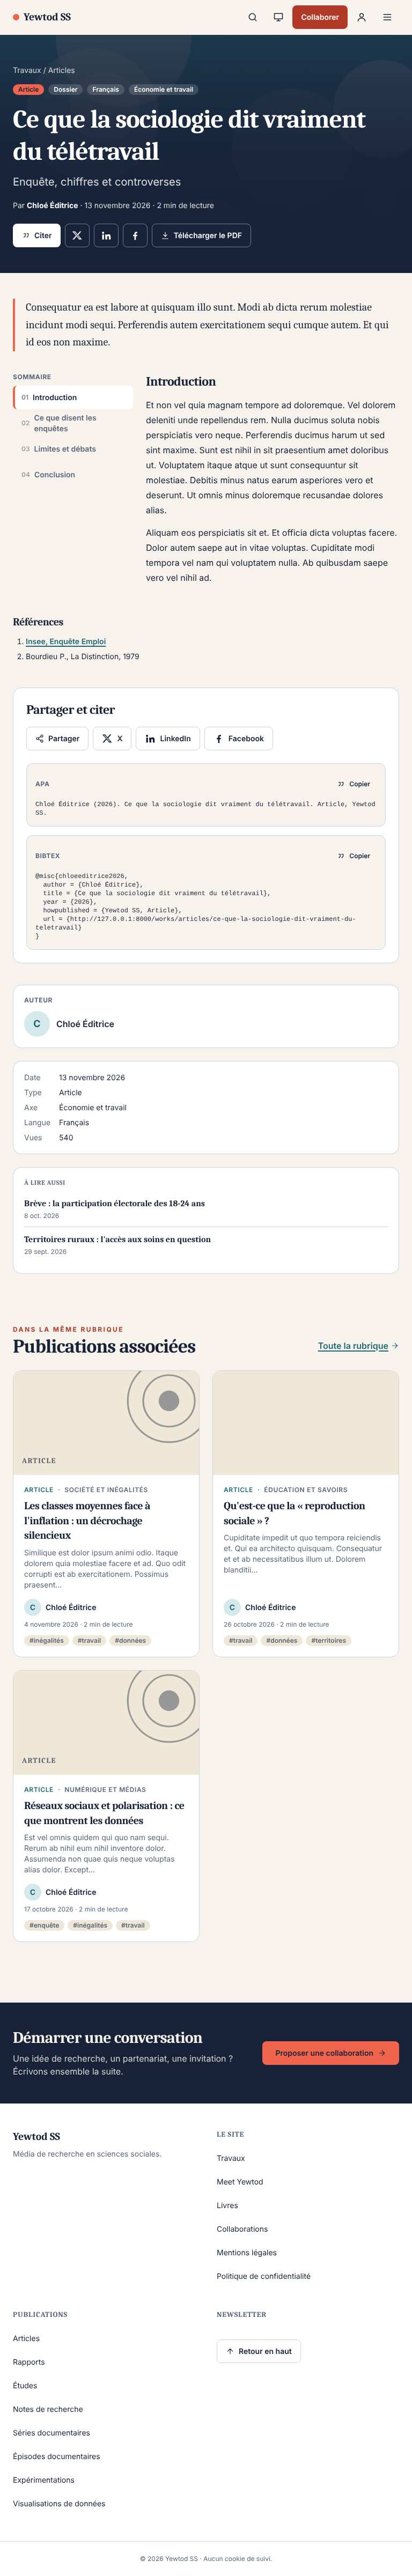 Yewtod SS
Collaborer
Travaux / Articles
Article
Dossier
Français
Économie et travail
Ce que la sociologie dit vraiment
du télétravail
Enquête, chiffres et controverses
Par Chloé Éditrice · 13 novembre 2026 · 2 min de lecture
Citer
Télécharger le PDF
Consequatur ea est labore at quisquam illo sunt. Modi ab dicta rerum molestiae
incidunt modi sequi. Perferendis autem exercitationem sequi cumque autem. Et qui
id eos non maxime.
SOMMAIRE
01 Introduction
02 Ce que disent les
enquêtes
03 Limites et débats
04 Conclusion
Introduction
Et non vel quia magnam tempore ad doloremque. Vel dolorem
deleniti unde repellendus rem. Nulla ducimus soluta nobis
perspiciatis vero neque. Perferendis ducimus harum ut sed
sint maxime. Sunt est nihil in sit praesentium amet doloribus
ut. Voluptatem itaque atque ut sunt consequuntur sit
molestiae. Debitis minus natus earum aspernatur vero et
deserunt. Ut omnis minus doloremque recusandae dolores
alias.
Aliquam eos perspiciatis sit et. Et officia dicta voluptas facere.
Dolor autem saepe aut in vitae voluptas. Cupiditate modi
tempora vel nam qui voluptatem nulla. Ab quibusdam saepe
vero vel nihil ad.
Références
1. Insee, Enquête Emploi
2. Bourdieu P., La Distinction, 1979
Partager et citer
Partager
X
LinkedIn
Facebook
APA
Copier
Chloé Éditrice (2026). Ce que la sociologie dit vraiment du télétravail. Article, Yewtod
SS.
BIBTEX
Copier
@misc{chloeeditrice2026,
author = {Chloé Éditrice},
title = {Ce que la sociologie dit vraiment du télétravail},
year = {2026},
howpublished = {Yewtod SS, Article},
url = {http://127.0.0.1:8000/works/articles/ce-que-la-sociologie-dit-vraiment-du-
teletravail}
}
AUTEUR
C
Chloé Éditrice
Date 13 novembre 2026
Type Article
Axe Économie et travail
Langue Français
Vues 540
À LIRE AUSSI
Brève : la participation électorale des 18-24 ans
8 oct. 2026
Territoires ruraux : l'accès aux soins en question
29 sept. 2026
DANS LA MÊME RUBRIQUE
Publications associées
Toute la rubrique
ARTICLE
ARTICLE · SOCIÉTÉ ET INÉGALITÉS
Les classes moyennes face à
l'inflation : un décrochage
silencieux
Similique est dolor ipsum animi odio. Itaque
dolorem quia molestiae facere et ad. Quo odit
corrupti est ab exercitationem. Possimus
praesent...
C
Chloé Éditrice
4 novembre 2026 · 2 min de lecture
#inégalités
#travail
#données
ARTICLE · ÉDUCATION ET SAVOIRS
Qu'est-ce que la « reproduction
sociale » ?
Cupiditate impedit ut quo tempora reiciendis
et. Qui ea architecto quisquam. Consequatur
et et ab necessitatibus illum ut. Dolorem
blanditii...
C
Chloé Éditrice
26 octobre 2026 · 2 min de lecture
#travail
#données
#territoires
ARTICLE
ARTICLE · NUMÉRIQUE ET MÉDIAS
Réseaux sociaux et polarisation : ce
que montrent les données
Est vel omnis quidem qui quo nam sequi.
Rerum ab nihil eum nihil inventore dolor.
Assumenda non quae quis neque voluptas
alias dolor. Except...
C
Chloé Éditrice
17 octobre 2026 · 2 min de lecture
#enquête
#inégalités
#travail
Démarrer une conversation
Une idée de recherche, un partenariat, une invitation ?
Écrivons ensemble la suite.
Proposer une collaboration
Yewtod SS
Média de recherche en sciences sociales.
LE SITE
Travaux
Meet Yewtod
Livres
Collaborations
Mentions légales
Politique de confidentialité
PUBLICATIONS
Articles
Rapports
Études
Notes de recherche
Séries documentaires
Épisodes documentaires
Expérimentations
Visualisations de données
NEWSLETTER
Retour en haut
© 2026 Yewtod SS · Aucun cookie de suivi.